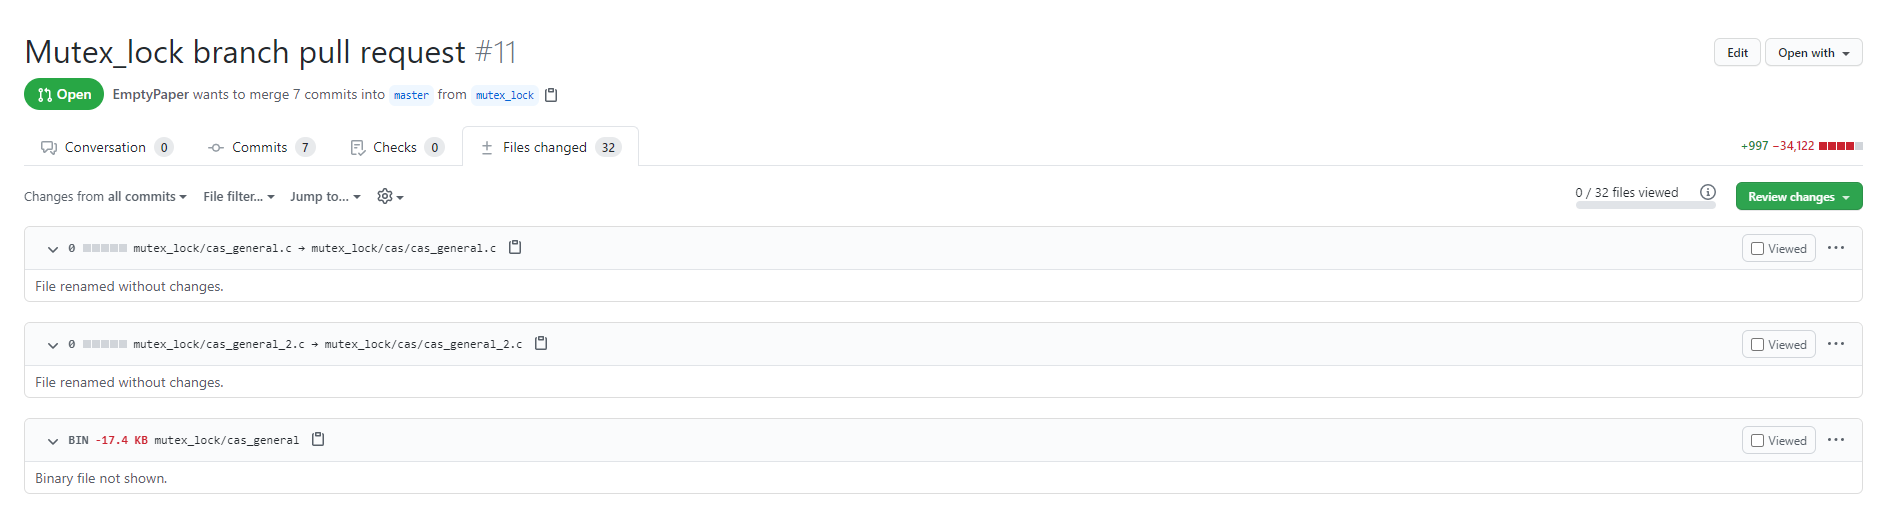 Mutex_lock branch pull request #11
Edit Open with
Open EmptyPaper wants to merge 7 commits into master from mutex_lock
Conversation 0 Commits 7 Checks 0 Files changed 32 +997 −34,122
Changes from all commits File filter... Jump to... 0 / 32 files viewed Review changes
0 mutex_lock/cas_general.c → mutex_lock/cas/cas_general.c Viewed ...
File renamed without changes.
0 mutex_lock/cas_general_2.c → mutex_lock/cas/cas_general_2.c Viewed ...
File renamed without changes.
BIN -17.4 KB mutex_lock/cas_general Viewed ...
Binary file not shown.